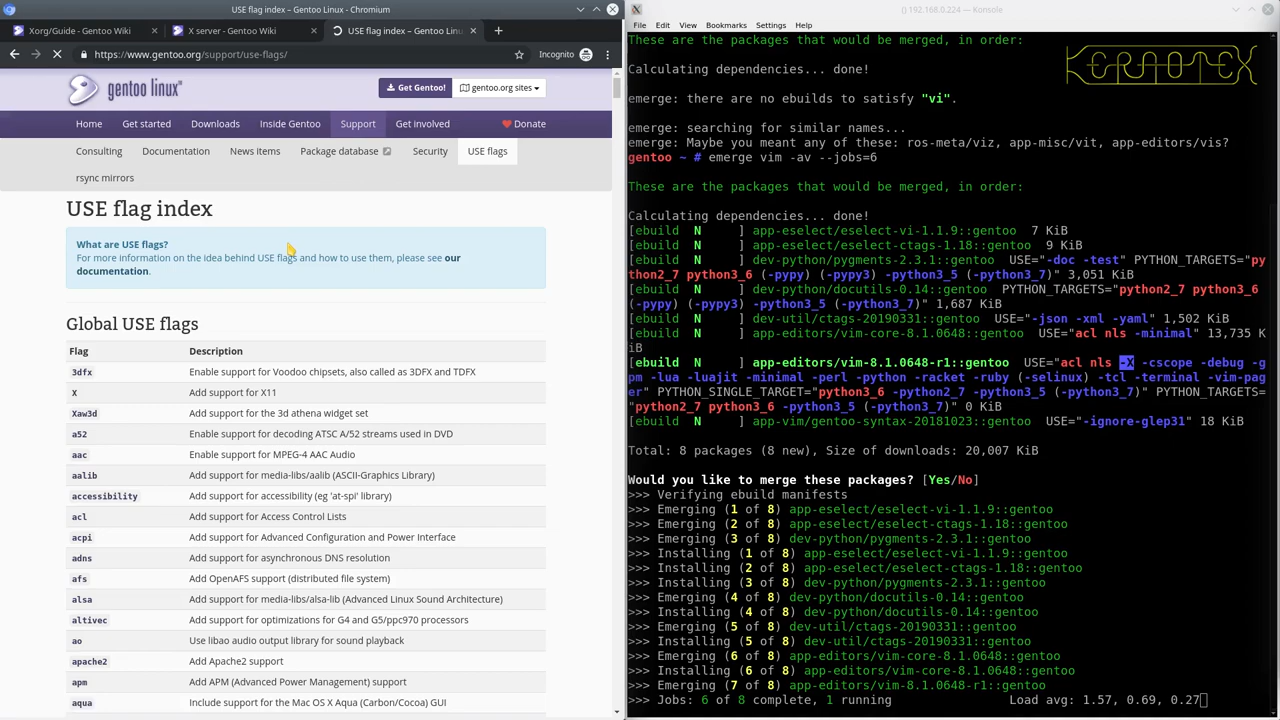 USE flag index – Gentoo Linux - Chromium
Xorg/Guide - Gentoo Wiki
X server - Gentoo Wiki
USE flag index – Gentoo Linu
https://www.gentoo.org/support/use-flags/
Incognito
gentoo linux
Get Gentoo!
gentoo.org sites
Home
Get started
Downloads
Inside Gentoo
Support
Get involved
Donate
Consulting
Documentation
News items
Package database
Security
USE flags
rsync mirrors
USE flag index
What are USE flags?
For more information on the idea behind USE flags and how to use them, please see our
documentation.
Global USE flags
Flag Description
3dfx Enable support for Voodoo chipsets, also called as 3DFX and TDFX
X Add support for X11
Xaw3d Add support for the 3d athena widget set
a52 Enable support for decoding ATSC A/52 streams used in DVD
aac Enable support for MPEG-4 AAC Audio
aalib Add support for media-libs/aalib (ASCII-Graphics Library)
accessibility Add support for accessibility (eg 'at-spi' library)
acl Add support for Access Control Lists
acpi Add support for Advanced Configuration and Power Interface
adns Add support for asynchronous DNS resolution
afs Add OpenAFS support (distributed file system)
alsa Add support for media-libs/alsa-lib (Advanced Linux Sound Architecture)
altivec Add support for optimizations for G4 and G5/ppc970 processors
ao Use libao audio output library for sound playback
apache2 Add Apache2 support
apm Add APM (Advanced Power Management) support
aqua Include support for the Mac OS X Aqua (Carbon/Cocoa) GUI
() 192.168.0.224 — Konsole
File Edit View Bookmarks Settings Help
KERAOTEX
These are the packages that would be merged, in order:
Calculating dependencies... done!
emerge: there are no ebuilds to satisfy "vi".
emerge: searching for similar names...
emerge: Maybe you meant any of these: ros-meta/viz, app-misc/vit, app-editors/vis?
gentoo ~ # emerge vim -av --jobs=6
These are the packages that would be merged, in order:
Calculating dependencies... done!
[ebuild N ] app-eselect/eselect-vi-1.1.9::gentoo 7 KiB
[ebuild N ] app-eselect/eselect-ctags-1.18::gentoo 9 KiB
[ebuild N ] dev-python/pygments-2.3.1::gentoo USE="-doc -test" PYTHON_TARGETS="py
thon2_7 python3_6 (-pypy) (-pypy3) -python3_5 (-python3_7)" 3,051 KiB
[ebuild N ] dev-python/docutils-0.14::gentoo PYTHON_TARGETS="python2_7 python3_6
(-pypy) (-pypy3) -python3_5 (-python3_7)" 1,687 KiB
[ebuild N ] dev-util/ctags-20190331::gentoo USE="-json -xml -yaml" 1,502 KiB
[ebuild N ] app-editors/vim-core-8.1.0648::gentoo USE="acl nls -minimal" 13,735 K
iB
[ebuild N ] app-editors/vim-8.1.0648-r1::gentoo USE="acl nls -X -cscope -debug -g
pm -lua -luajit -minimal -perl -python -racket -ruby (-selinux) -tcl -terminal -vim-pag
er" PYTHON_SINGLE_TARGET="python3_6 -python2_7 -python3_5 (-python3_7)" PYTHON_TARGETS=
"python2_7 python3_6 -python3_5 (-python3_7)" 0 KiB
[ebuild N ] app-vim/gentoo-syntax-20181023::gentoo USE="-ignore-glep31" 18 KiB
Total: 8 packages (8 new), Size of downloads: 20,007 KiB
Would you like to merge these packages? [Yes/No]
>>> Verifying ebuild manifests
>>> Emerging (1 of 8) app-eselect/eselect-vi-1.1.9::gentoo
>>> Emerging (2 of 8) app-eselect/eselect-ctags-1.18::gentoo
>>> Emerging (3 of 8) dev-python/pygments-2.3.1::gentoo
>>> Installing (1 of 8) app-eselect/eselect-vi-1.1.9::gentoo
>>> Installing (2 of 8) app-eselect/eselect-ctags-1.18::gentoo
>>> Installing (3 of 8) dev-python/pygments-2.3.1::gentoo
>>> Emerging (4 of 8) dev-python/docutils-0.14::gentoo
>>> Installing (4 of 8) dev-python/docutils-0.14::gentoo
>>> Emerging (5 of 8) dev-util/ctags-20190331::gentoo
>>> Installing (5 of 8) dev-util/ctags-20190331::gentoo
>>> Emerging (6 of 8) app-editors/vim-core-8.1.0648::gentoo
>>> Installing (6 of 8) app-editors/vim-core-8.1.0648::gentoo
>>> Emerging (7 of 8) app-editors/vim-8.1.0648-r1::gentoo
>>> Jobs: 6 of 8 complete, 1 running Load avg: 1.57, 0.69, 0.27